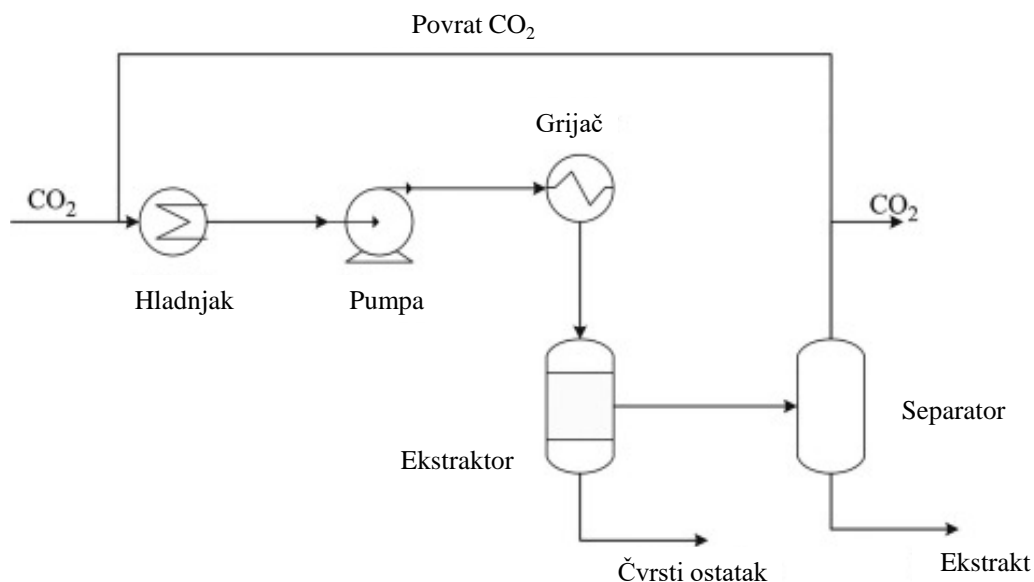 Povrat CO₂
Grijač
CO₂
CO₂
Hladnjak
Pumpa
Separator
Ekstraktor
Čvrsti ostatak
Ekstrakt